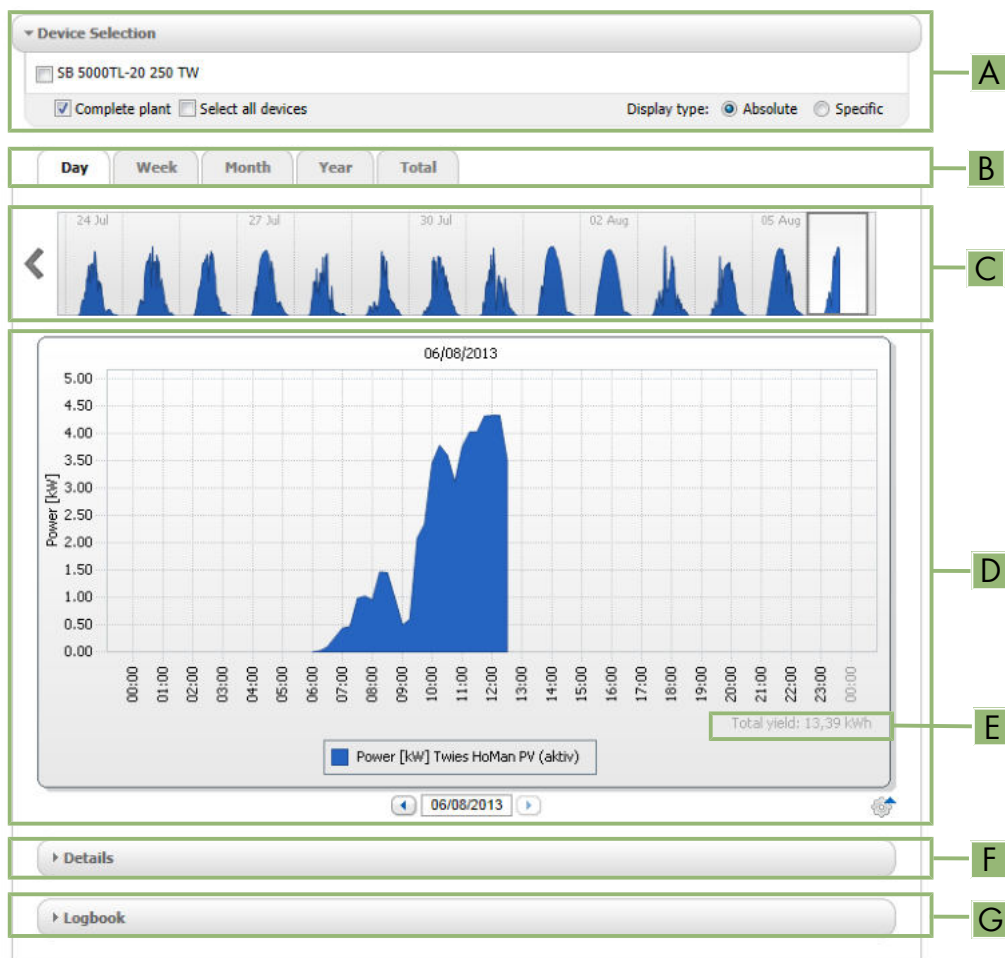 Device Selection
SB 5000TL-20 250 TW
Complete plant Select all devices Display type: Absolute Specific
A
Day Week Month Year Total
B
24 Jul 27 Jul 30 Jul 02 Aug 05 Aug
C
06/08/2013
5.00
4.50
4.00
3.50
3.00
2.50
2.00
1.50
1.00
0.50
0.00
Power [kW]
00:00 01:00 02:00 03:00 04:00 05:00 06:00 07:00 08:00 09:00 10:00 11:00 12:00 13:00 14:00 15:00 16:00 17:00 18:00 19:00 20:00 21:00 22:00 23:00 00:00
D
Total yield: 13,39 kWh
E
Power [kW] Twies HoMan PV (aktiv)
06/08/2013
Details
F
Logbook
G